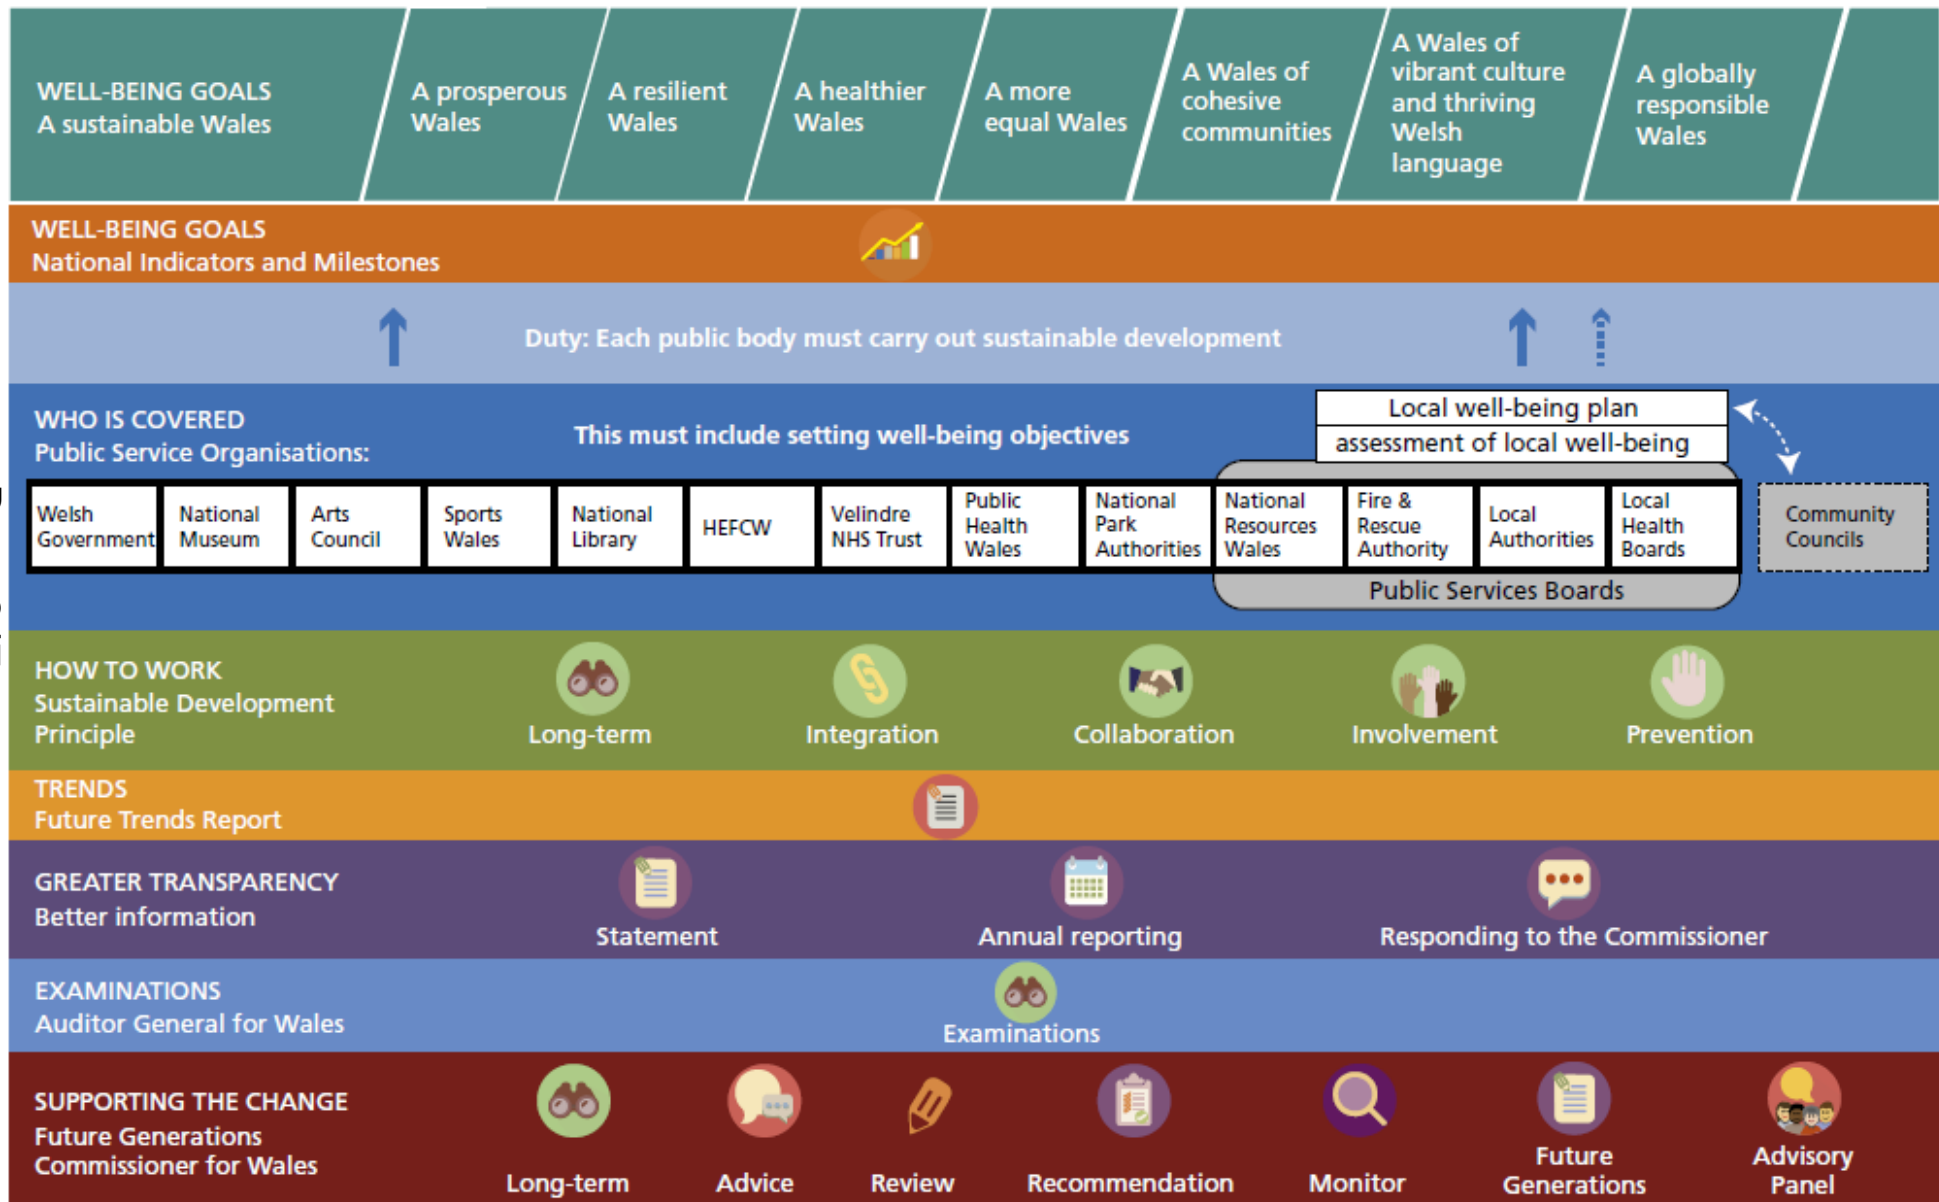 WELL-BEING GOALS
A sustainable Wales
A prosperous
Wales
A resilient
Wales
A healthier
Wales
A more
equal Wales
A Wales of
cohesive
communities
A Wales of
vibrant culture
and thriving
Welsh
language
A globally
responsible
Wales
WELL-BEING GOALS
National Indicators and Milestones
Duty: Each public body must carry out sustainable development
WHO IS COVERED
Public Service Organisations:
This must include setting well-being objectives
Local well-being plan
assessment of local well-being
Welsh
Government
National
Museum
Arts
Council
Sports
Wales
National
Library
HEFCW
Velindre
NHS Trust
Public
Health
Wales
National
Park
Authorities
National
Resources
Wales
Fire &
Rescue
Authority
Local
Authorities
Local
Health
Boards
Community
Councils
Public Services Boards
HOW TO WORK
Sustainable Development
Principle
Long-term
Integration
Collaboration
Involvement
Prevention
TRENDS
Future Trends Report
GREATER TRANSPARENCY
Better information
Statement
Annual reporting
Responding to the Commissioner
EXAMINATIONS
Auditor General for Wales
Examinations
SUPPORTING THE CHANGE
Future Generations
Commissioner for Wales
Long-term
Advice
Review
Recommendation
Monitor
Future
Generations
Advisory
Panel